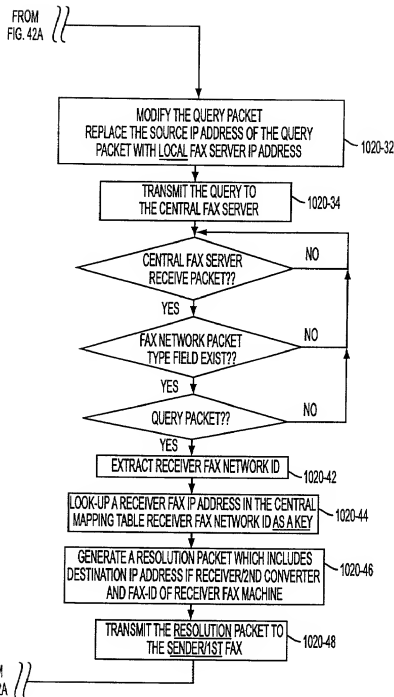 FROM
FIG. 42A
MODIFY THE QUERY PACKET
REPLACE THE SOURCE IP ADDRESS OF THE QUERY
PACKET WITH LOCAL FAX SERVER IP ADDRESS
1020-32
TRANSMIT THE QUERY TO
THE CENTRAL FAX SERVER
1020-34
CENTRAL FAX SERVER
RECEIVE PACKET??
NO
YES
FAX NETWORK PACKET
TYPE FIELD EXIST??
NO
YES
QUERY PACKET??
NO
YES
EXTRACT RECEIVER FAX NETWORK ID
1020-42
LOOK-UP A RECEIVER FAX IP ADDRESS IN THE CENTRAL
MAPPING TABLE RECEIVER FAX NETWORK ID AS A KEY
1020-44
GENERATE A RESOLUTION PACKET WHICH INCLUDES
DESTINATION IP ADDRESS IF RECEIVER/2ND CONVERTER
AND FAX-ID OF RECEIVER FAX MACHINE
1020-46
TRANSMIT THE RESOLUTION PACKET TO
THE SENDER/1ST FAX
1020-48
M
2A